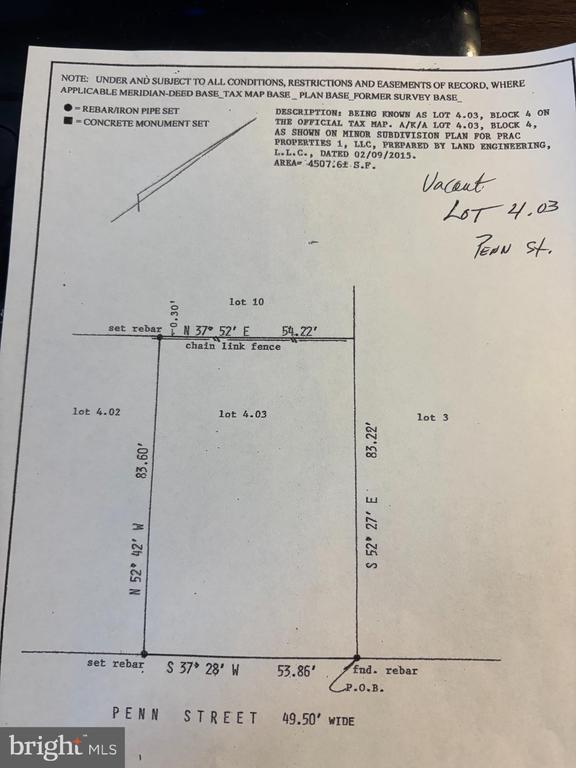 NOTE: UNDER AND SUBJECT TO ALL CONDITIONS, RESTRICTIONS AND EASEMENTS OF RECORD, WHERE
APPLICABLE MERIDIAN-DEED BASE_TAX MAP BASE_ PLAN BASE_FORMER SURVEY BASE_
● = REBAR/IRON PIPE SET
■ = CONCRETE MONUMENT SET
DESCRIPTION: BEING KNOWN AS LOT 4.03, BLOCK 4 ON
THE OFFICIAL TAX MAP. A/K/A LOT 4.03, BLOCK 4,
AS SHOWN ON MINOR SUBDIVISION PLAN FOR PRAC
PROPERTIES 1, LLC, PREPARED BY LAND ENGINEERING,
L.L.C., DATED 02/09/2015.
AREA= 4507.6± S.F.
Vacant
LOT 4.03
PENN St.
lot 10
0.30'
set rebar
N 37° 52' E 54.22'
chain link fence
lot 4.02
lot 4.03
lot 3
N 52° 42' W 83.60'
S 52° 27' E 83.22'
set rebar
S 37° 28' W 53.86'
fnd. rebar
P.O.B.
PENN STREET 49.50' WIDE
bright MLS